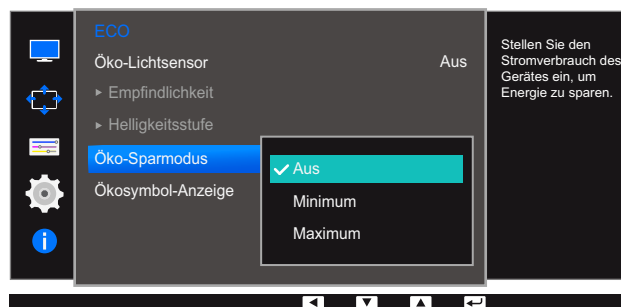 ECO
Öko-Lichtsensor Aus
▸ Empfindlichkeit
▸ Helligkeitsstufe
Öko-Sparmodus
Ökosymbol-Anzeige
Aus
Minimum
Maximum
Stellen Sie den
Stromverbrauch des
Gerätes ein, um
Energie zu sparen.